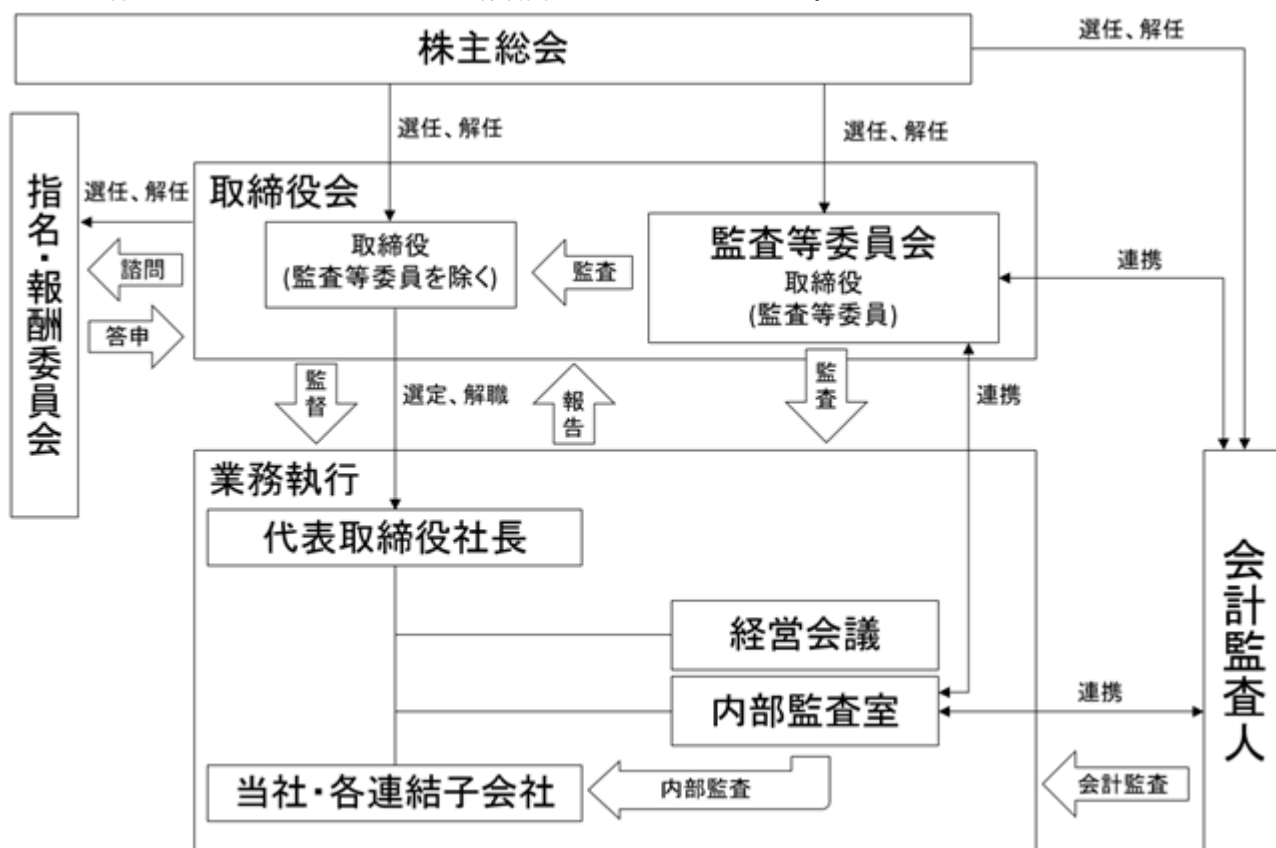 株主総会
選任、解任
選任、解任
選任、解任
指名・報酬委員会
選任、解任
諮問
答申
取締役会
取締役
(監査等委員を除く)
監査
監査等委員会
取締役
(監査等委員)
連携
監督
選定、解職
報告
監査
連携
業務執行
代表取締役社長
経営会議
内部監査室
連携
当社・各連結子会社
内部監査
会計監査
会計監査人